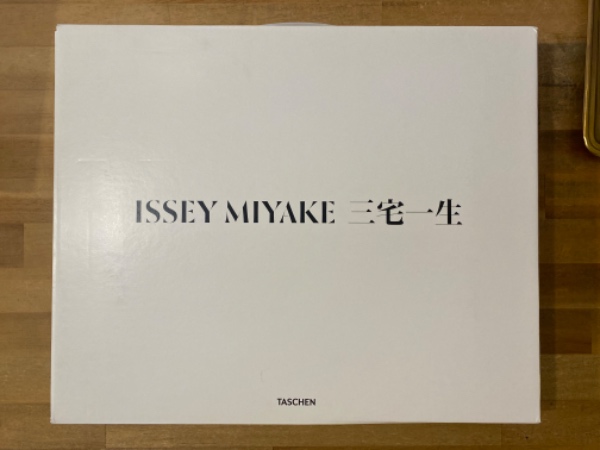 ISSEY MIYAKE 三宅一生
TASCHEN